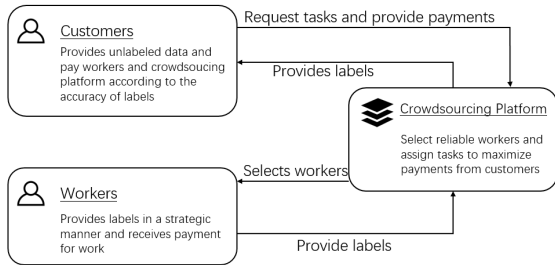 Request tasks and provide payments
Customers
Provides unlabeled data and
pay workers and crowdsoucing
platform according to the
accuracy of labels
Provides labels
Crowdsourcing Platform
Select reliable workers and
assign tasks to maximize
payments from customers
Selects workers
Workers
Provides labels in a strategic
manner and receives payment
for work
Provide labels